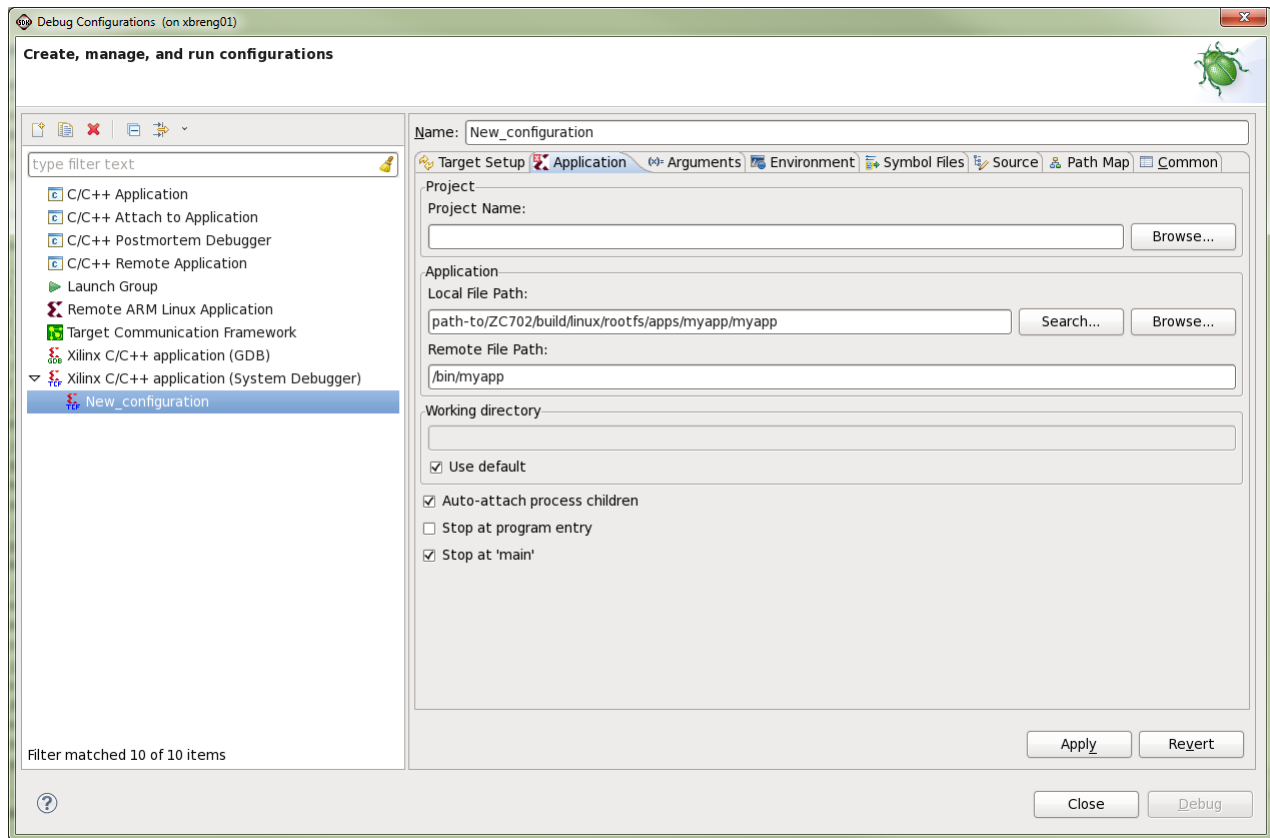 Debug Configurations (on xbreng01)
Create, manage, and run configurations
type filter text
C/C++ Application
C/C++ Attach to Application
C/C++ Postmortem Debugger
C/C++ Remote Application
Launch Group
Remote ARM Linux Application
Target Communication Framework
Xilinx C/C++ application (GDB)
Xilinx C/C++ application (System Debugger)
New_configuration
Filter matched 10 of 10 items
Name: New_configuration
Target Setup Application Arguments Environment Symbol Files Source Path Map Common
Project
Project Name:
Browse...
Application
Local File Path:
path-to/ZC702/build/linux/rootfs/apps/myapp/myapp Search... Browse...
Remote File Path:
/bin/myapp
Working directory
Use default
Auto-attach process children
Stop at program entry
Stop at 'main'
Apply Revert
? Close Debug